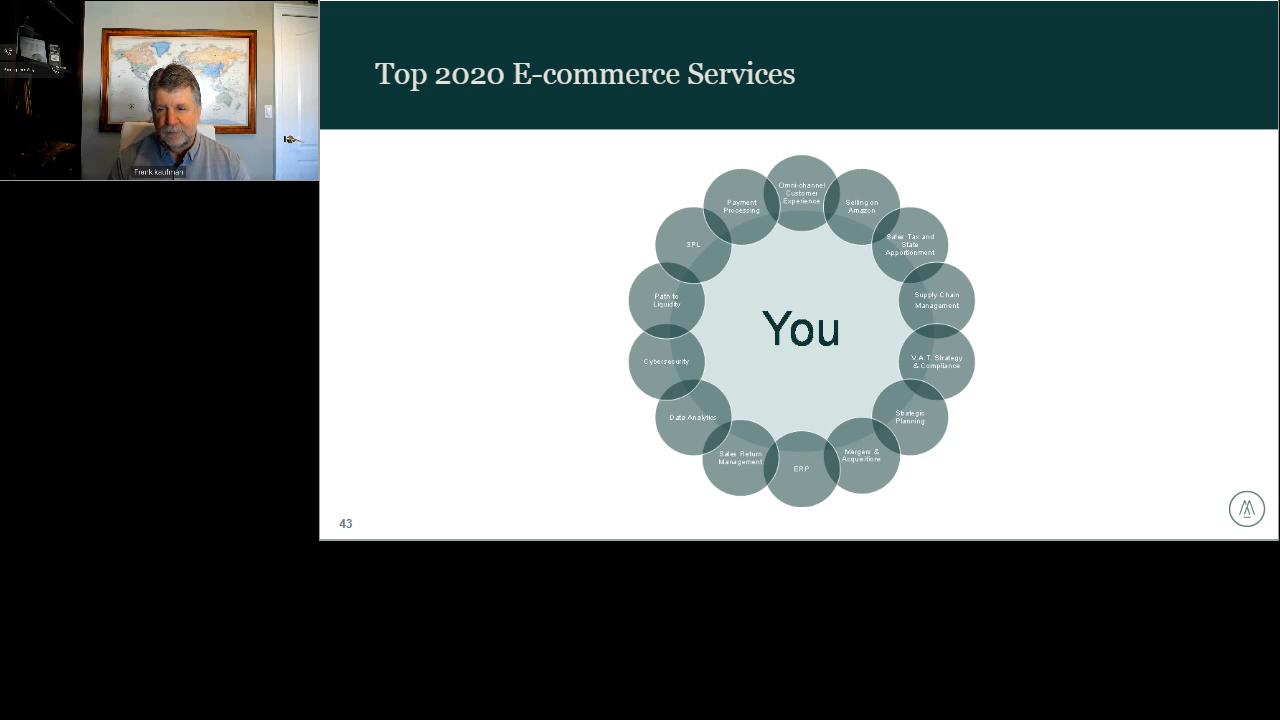 Frank kaufman
Top 2020 E-commerce Services
Omni-channel
Customer
Experience
Selling on
Amazon
Sales Tax and
State
Apportionment
Supply Chain
Management
V.A.T. Strategy
& Compliance
Strategic
Planning
Mergers &
Acquisitions
ERP
Sales Return
Management
Data Analytics
Cybersecurity
Path to
Liquidity
3PL
Payment
Processing
You
43